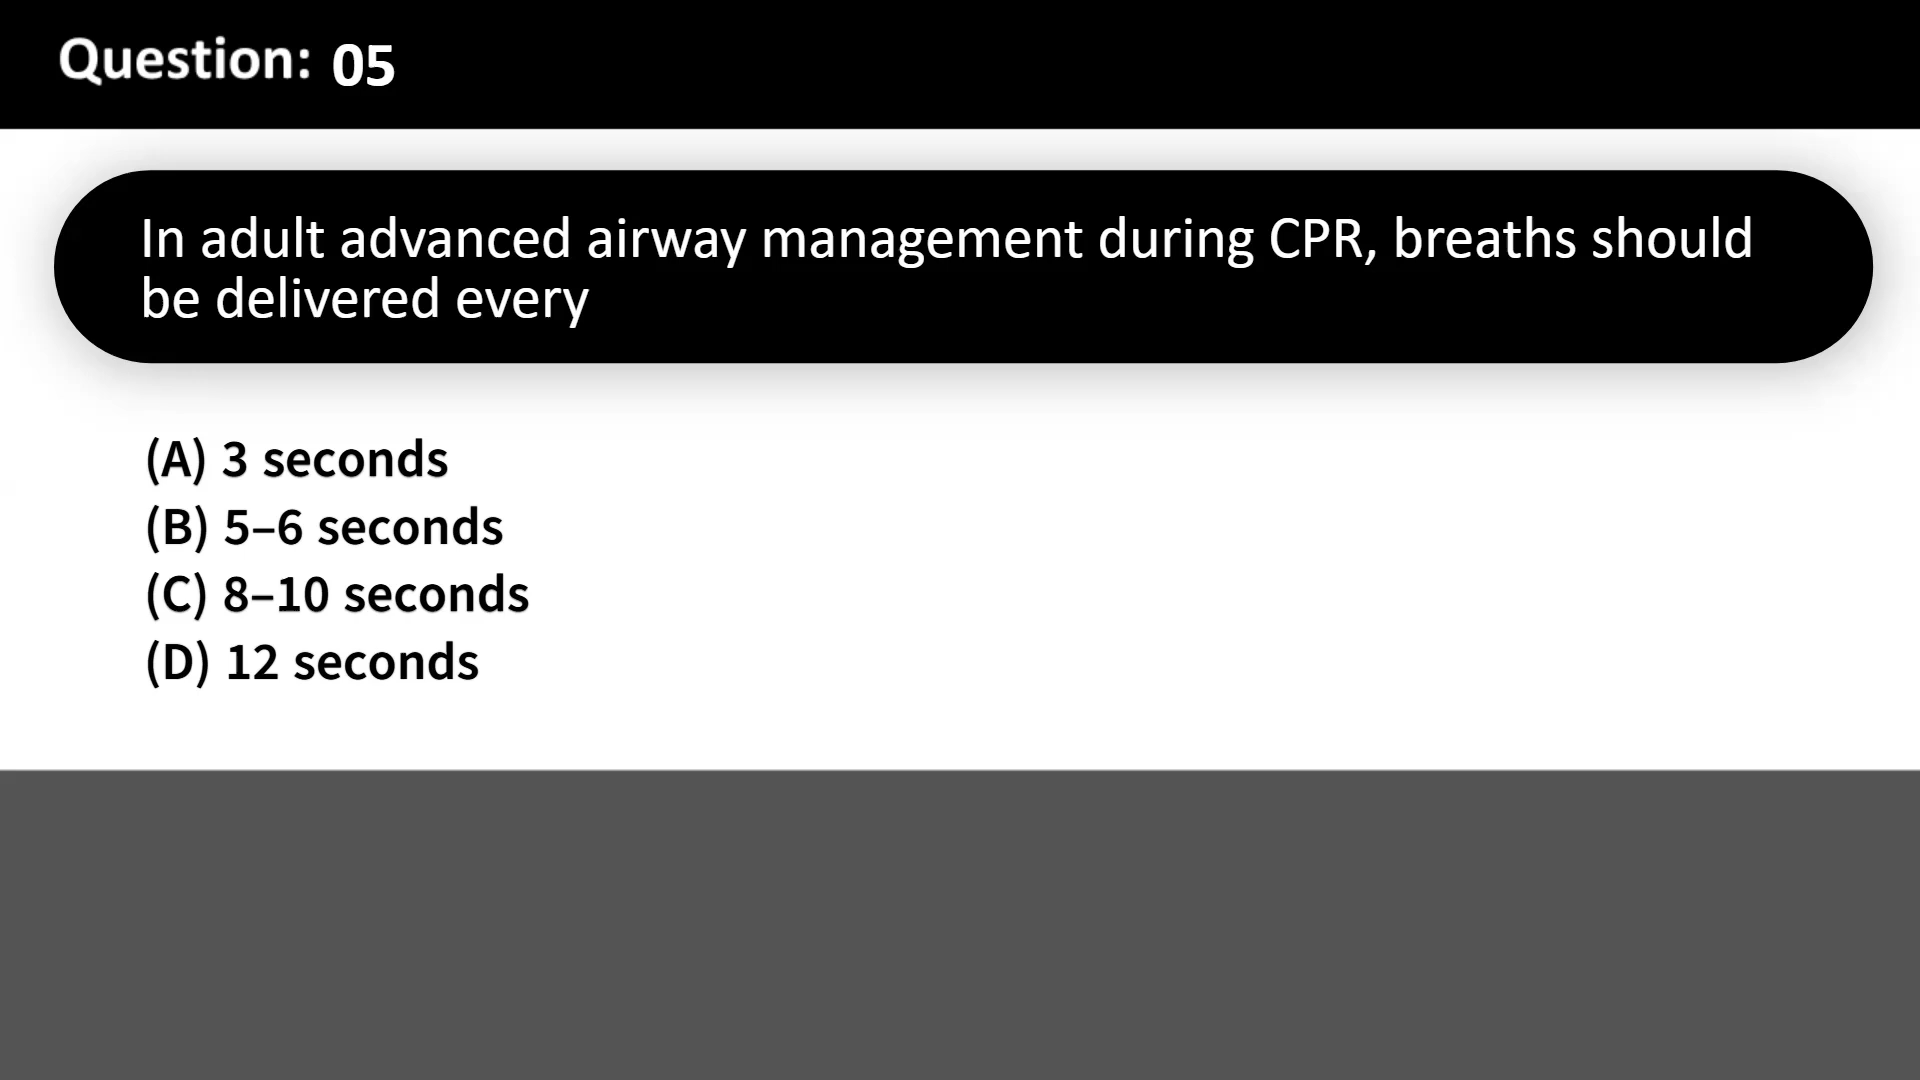 Question: 05
In adult advanced airway management during CPR, breaths should
be delivered every
(A) 3 seconds
(B) 5–6 seconds
(C) 8–10 seconds
(D) 12 seconds